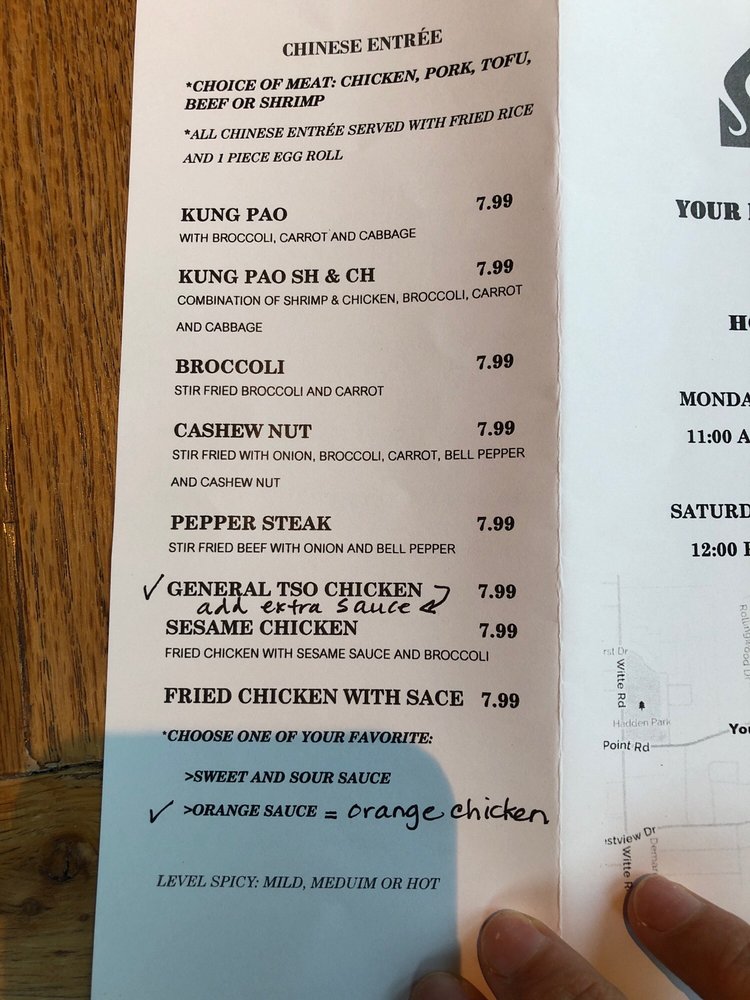 CHINESE ENTRÉE
*CHOICE OF MEAT: CHICKEN, PORK, TOFU,
BEEF OR SHRIMP
*ALL CHINESE ENTRÉE SERVED WITH FRIED RICE
AND 1 PIECE EGG ROLL
KUNG PAO 7.99
WITH BROCCOLI, CARROT AND CABBAGE
KUNG PAO SH & CH 7.99
COMBINATION OF SHRIMP & CHICKEN, BROCCOLI, CARROT
AND CABBAGE
BROCCOLI 7.99
STIR FRIED BROCCOLI AND CARROT
CASHEW NUT 7.99
STIR FRIED WITH ONION, BROCCOLI, CARROT, BELL PEPPER
AND CASHEW NUT
PEPPER STEAK 7.99
STIR FRIED BEEF WITH ONION AND BELL PEPPER
✓ GENERAL TSO CHICKEN 7.99
add extra sauce
SESAME CHICKEN 7.99
FRIED CHICKEN WITH SESAME SAUCE AND BROCCOLI
FRIED CHICKEN WITH SACE 7.99
*CHOOSE ONE OF YOUR FAVORITE:
>SWEET AND SOUR SAUCE
✓ >ORANGE SAUCE = orange chicken
LEVEL SPICY: MILD, MEDUIM OR HOT
YOUR
MONDA
11:00 A
SATURD
12:00
Rollingwood D
rst Dr
Witte Rd
Hadden Park
You
Point Rd
estview Dr
Witte R